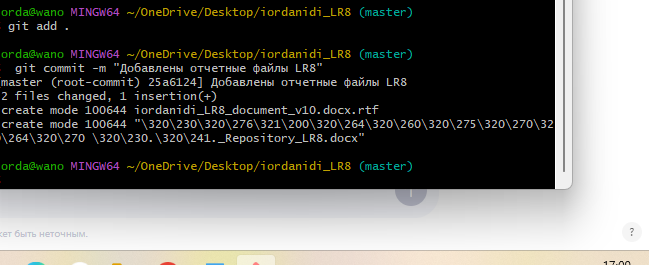 orda@wano MINGW64 ~/OneDrive/Desktop/iordanidi_LR8 (master)
git add .
orda@wano MINGW64 ~/OneDrive/Desktop/iordanidi_LR8 (master)
git commit -m "Добавлены отчетные файлы LR8"
master (root-commit) 25a6124] Добавлены отчетные файлы LR8
2 files changed, 1 insertion(+)
create mode 100644 iordanidi_LR8_document_v10.docx.rtf
create mode 100644 "\320\230\320\276\321\200\320\264\320\260\320\275\320\270\32
\264\320\270 \320\230.\320\241._Repository_LR8.docx"
orda@wano MINGW64 ~/OneDrive/Desktop/iordanidi_LR8 (master)
жет быть неточным.
?
17:00